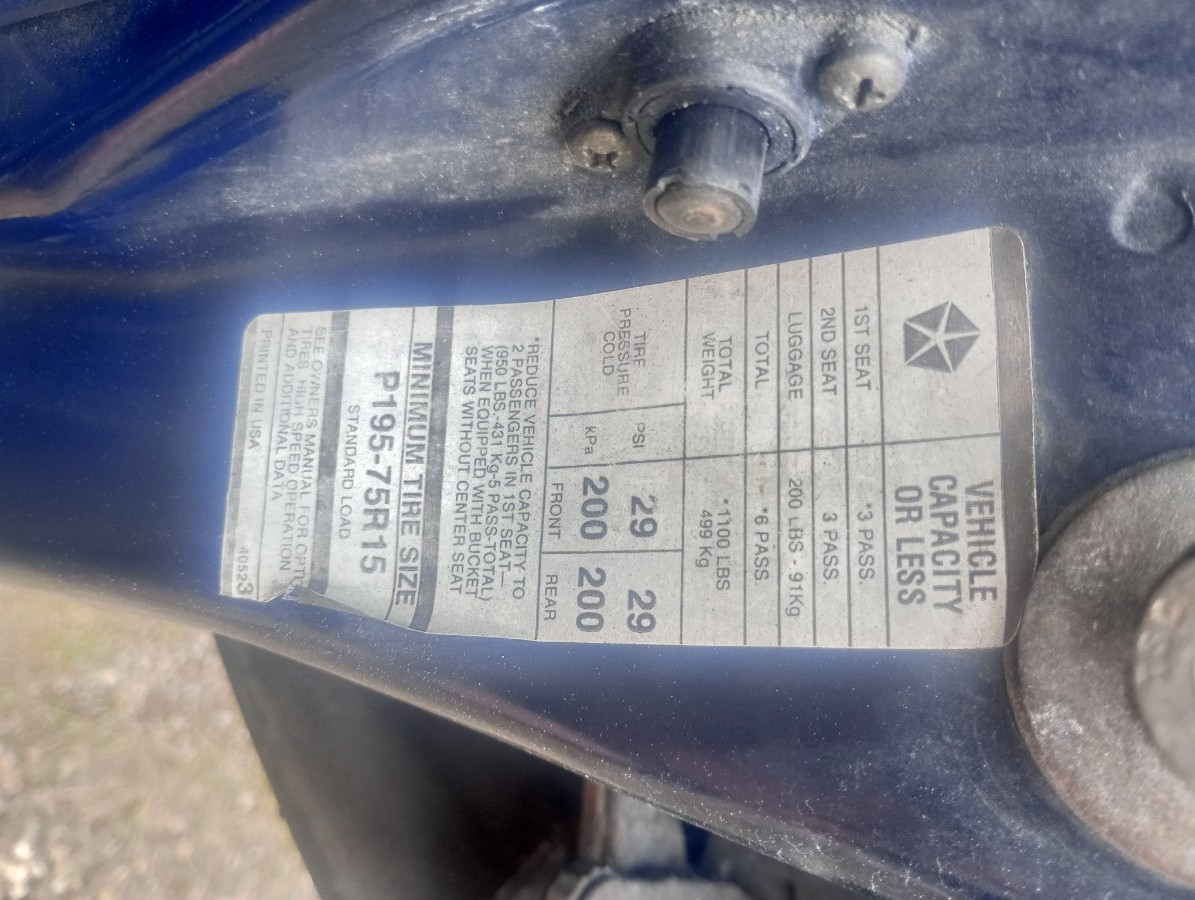 VEHICLE
CAPACITY
OR LESS
1ST SEAT *3 PASS.
2ND SEAT 3 PASS.
LUGGAGE 200 LBS - 91Kg
TOTAL *6 PASS.
TOTAL
WEIGHT
*1100 LBS
499 Kg
TIRE
PRESSURE
COLD
PSI 29 29
kPa 200 200
FRONT REAR
*REDUCE VEHICLE CAPACITY TO
2 PASSENGERS IN 1ST SEAT—
(950 LBS.-431 Kg-5 PASS-TOTAL)
WHEN EQUIPPED WITH BUCKET
SEATS WITHOUT CENTER SEAT
MINIMUM TIRE SIZE
P195-75R15
STANDARD LOAD
SEE OWNERS MANUAL FOR
TIRES, HIGH SPEED OPERATION
AND ADDITIONAL DATA
PRINTED IN USA 40523